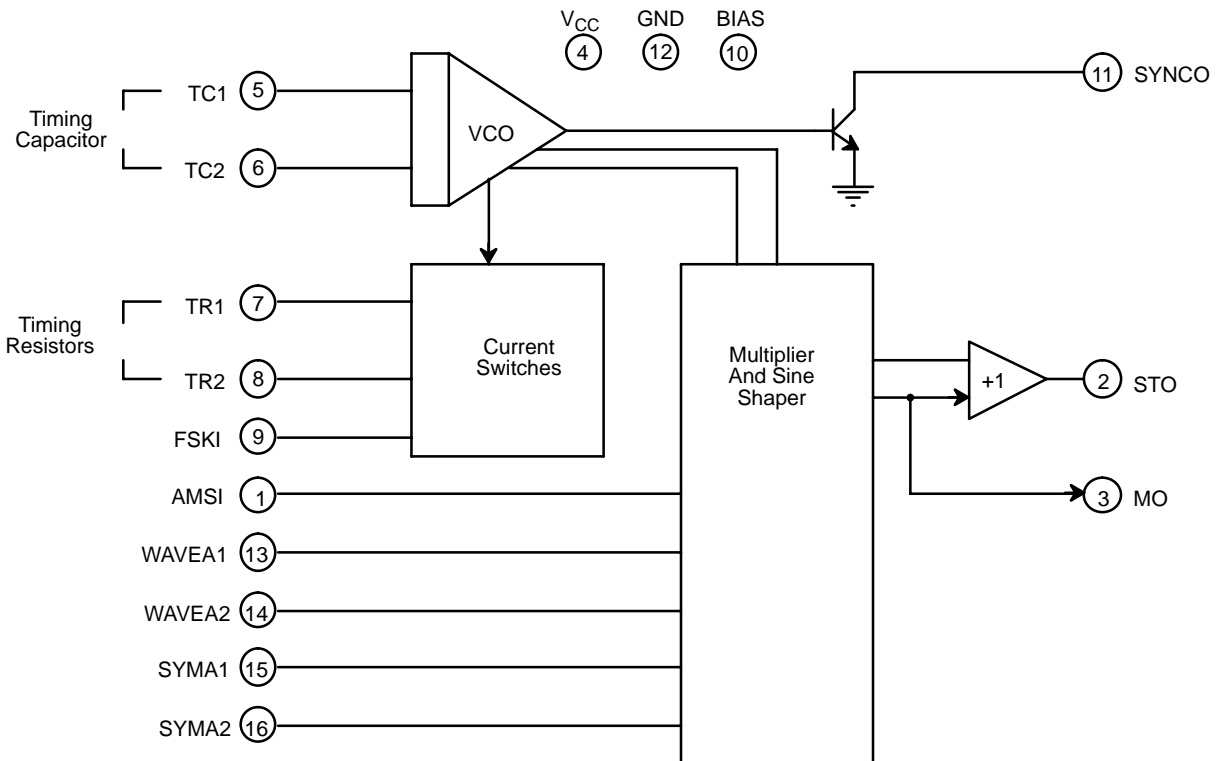 VCC GND BIAS
4 12 10
TC1 5
Timing
Capacitor
TC2 6
VCO
11 SYNCO
TR1 7
Timing
Resistors
TR2 8
FSKI 9
Current
Switches
Multiplier
And Sine
Shaper
+1
2 STO
3 MO
AMSI 1
WAVEA1 13
WAVEA2 14
SYMA1 15
SYMA2 16